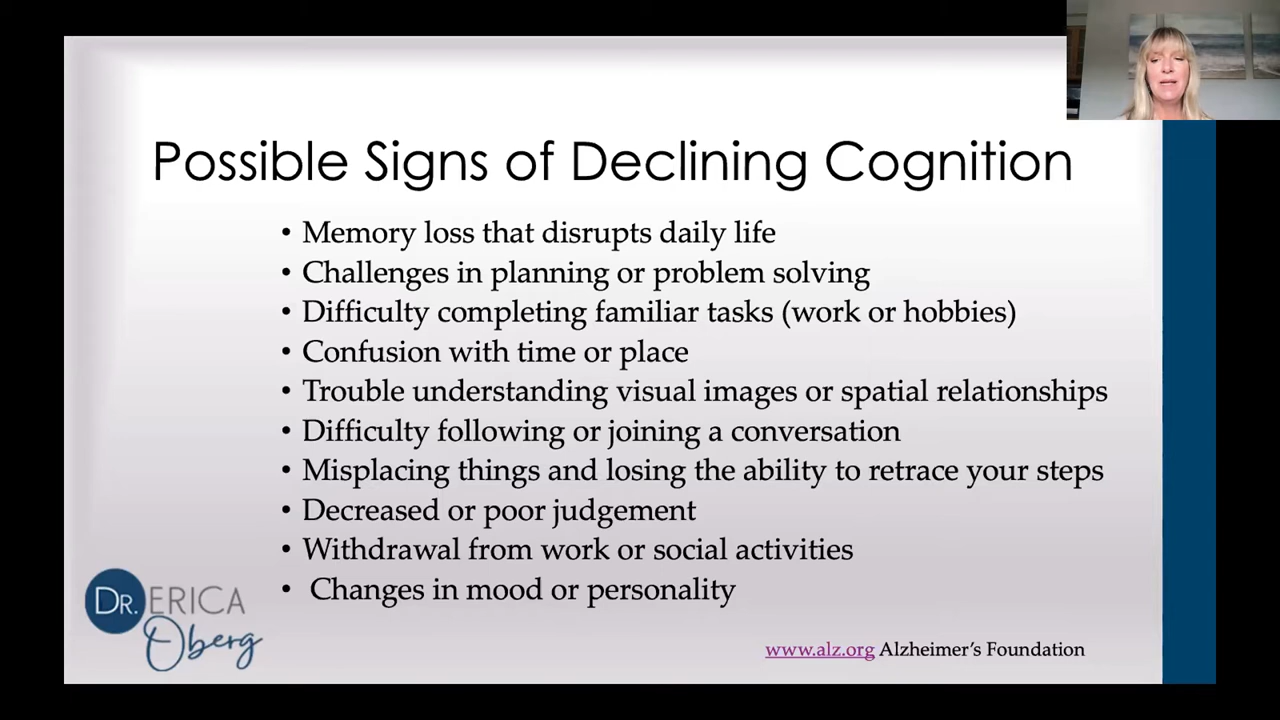 Possible Signs of Declining Cognition
• Memory loss that disrupts daily life
• Challenges in planning or problem solving
• Difficulty completing familiar tasks (work or hobbies)
• Confusion with time or place
• Trouble understanding visual images or spatial relationships
• Difficulty following or joining a conversation
• Misplacing things and losing the ability to retrace your steps
• Decreased or poor judgement
• Withdrawal from work or social activities
• Changes in mood or personality
DR. ERICA
Oberg
www.alz.org Alzheimer's Foundation